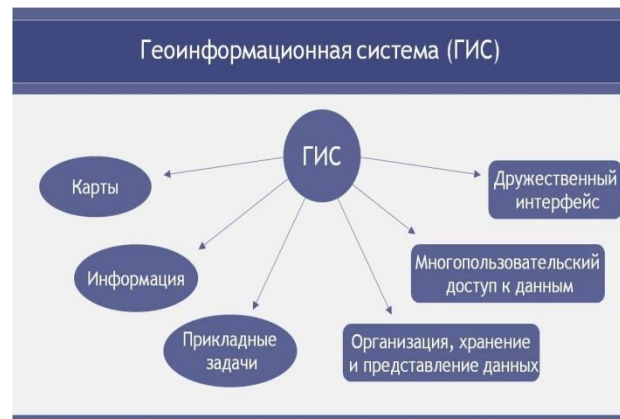 Геоинформационная система (ГИС)
ГИС
Карты
Дружественный
интерфейс
Информация
Многопользовательский
доступ к данным
Прикладные
задачи
Организация, хранение
и представление данных